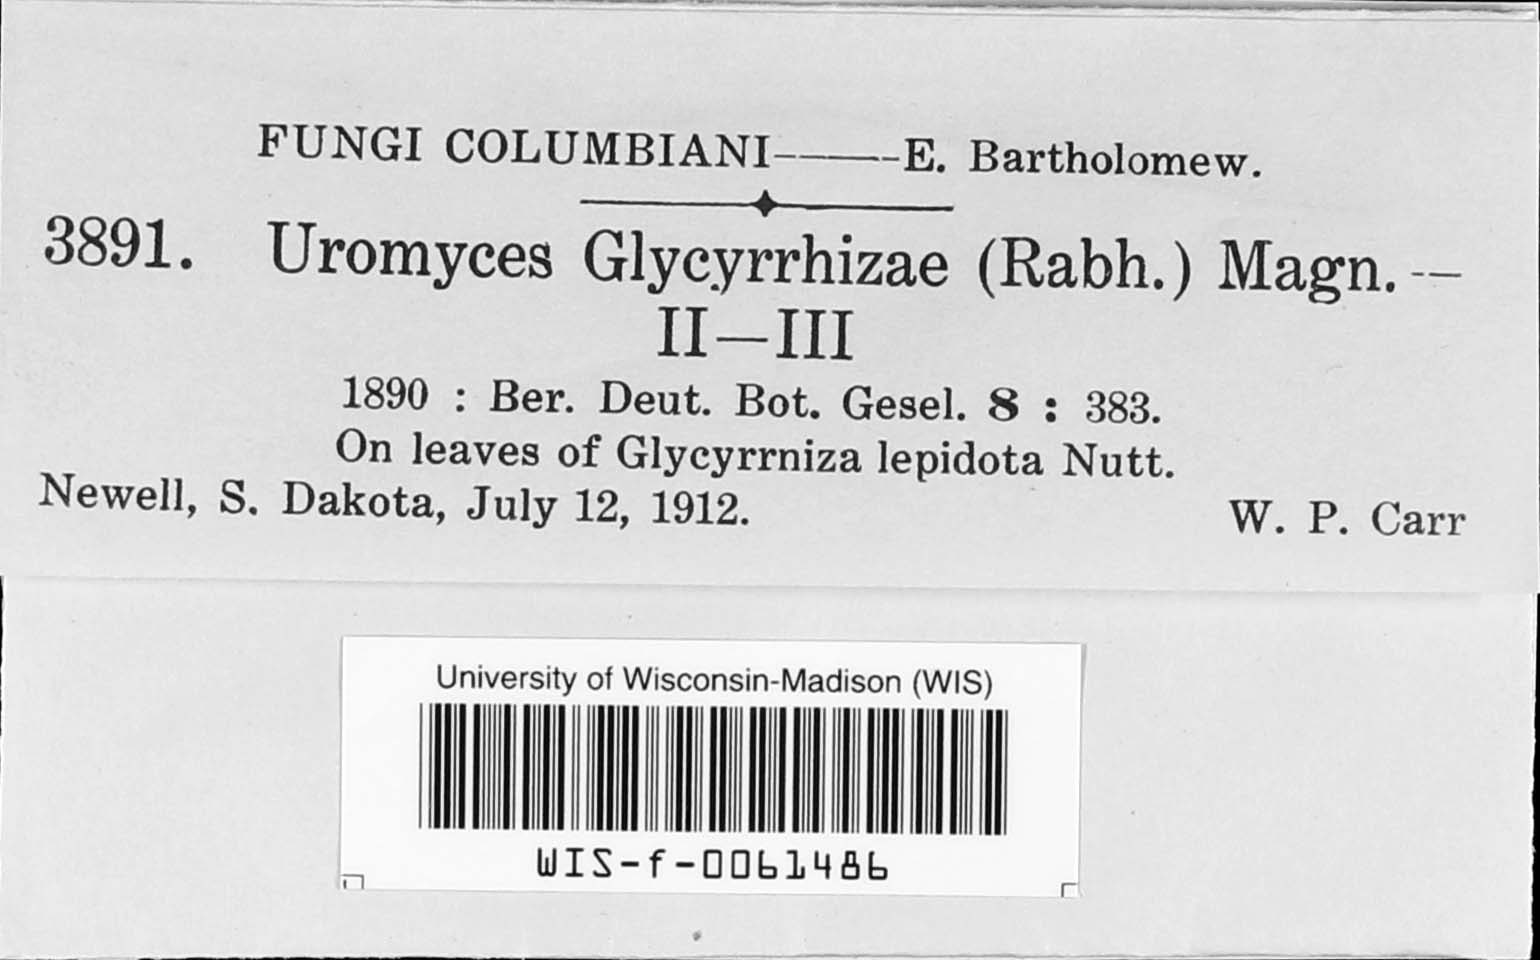 FUNGI COLUMBIANI———E. Bartholomew.
3891. Uromyces Glycyrrhizae (Rabh.) Magn.—
II—III
1890 : Ber. Deut. Bot. Gesel. 8 : 383.
On leaves of Glycyrrniza lepidota Nutt.
Newell, S. Dakota, July 12, 1912. W. P. Carr
University of Wisconsin-Madison (WIS)
WIS-f-0061486